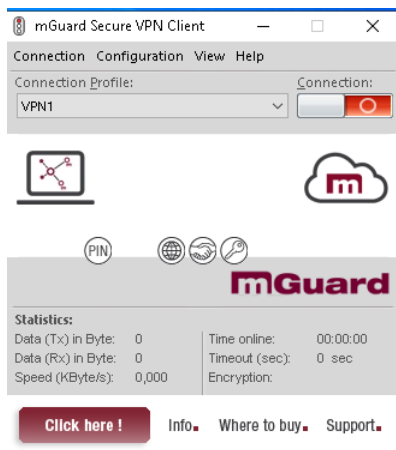 mGuard Secure VPN Client
Connection Configuration View Help
Connection Profile: Connection:
VPN1
m
PIN
mGuard
Statistics:
Data (Tx) in Byte: 0 Time online: 00:00:00
Data (Rx) in Byte: 0 Timeout (sec): 0 sec
Speed (KByte/s): 0,000 Encryption:
Click here ! Info. Where to buy. Support.